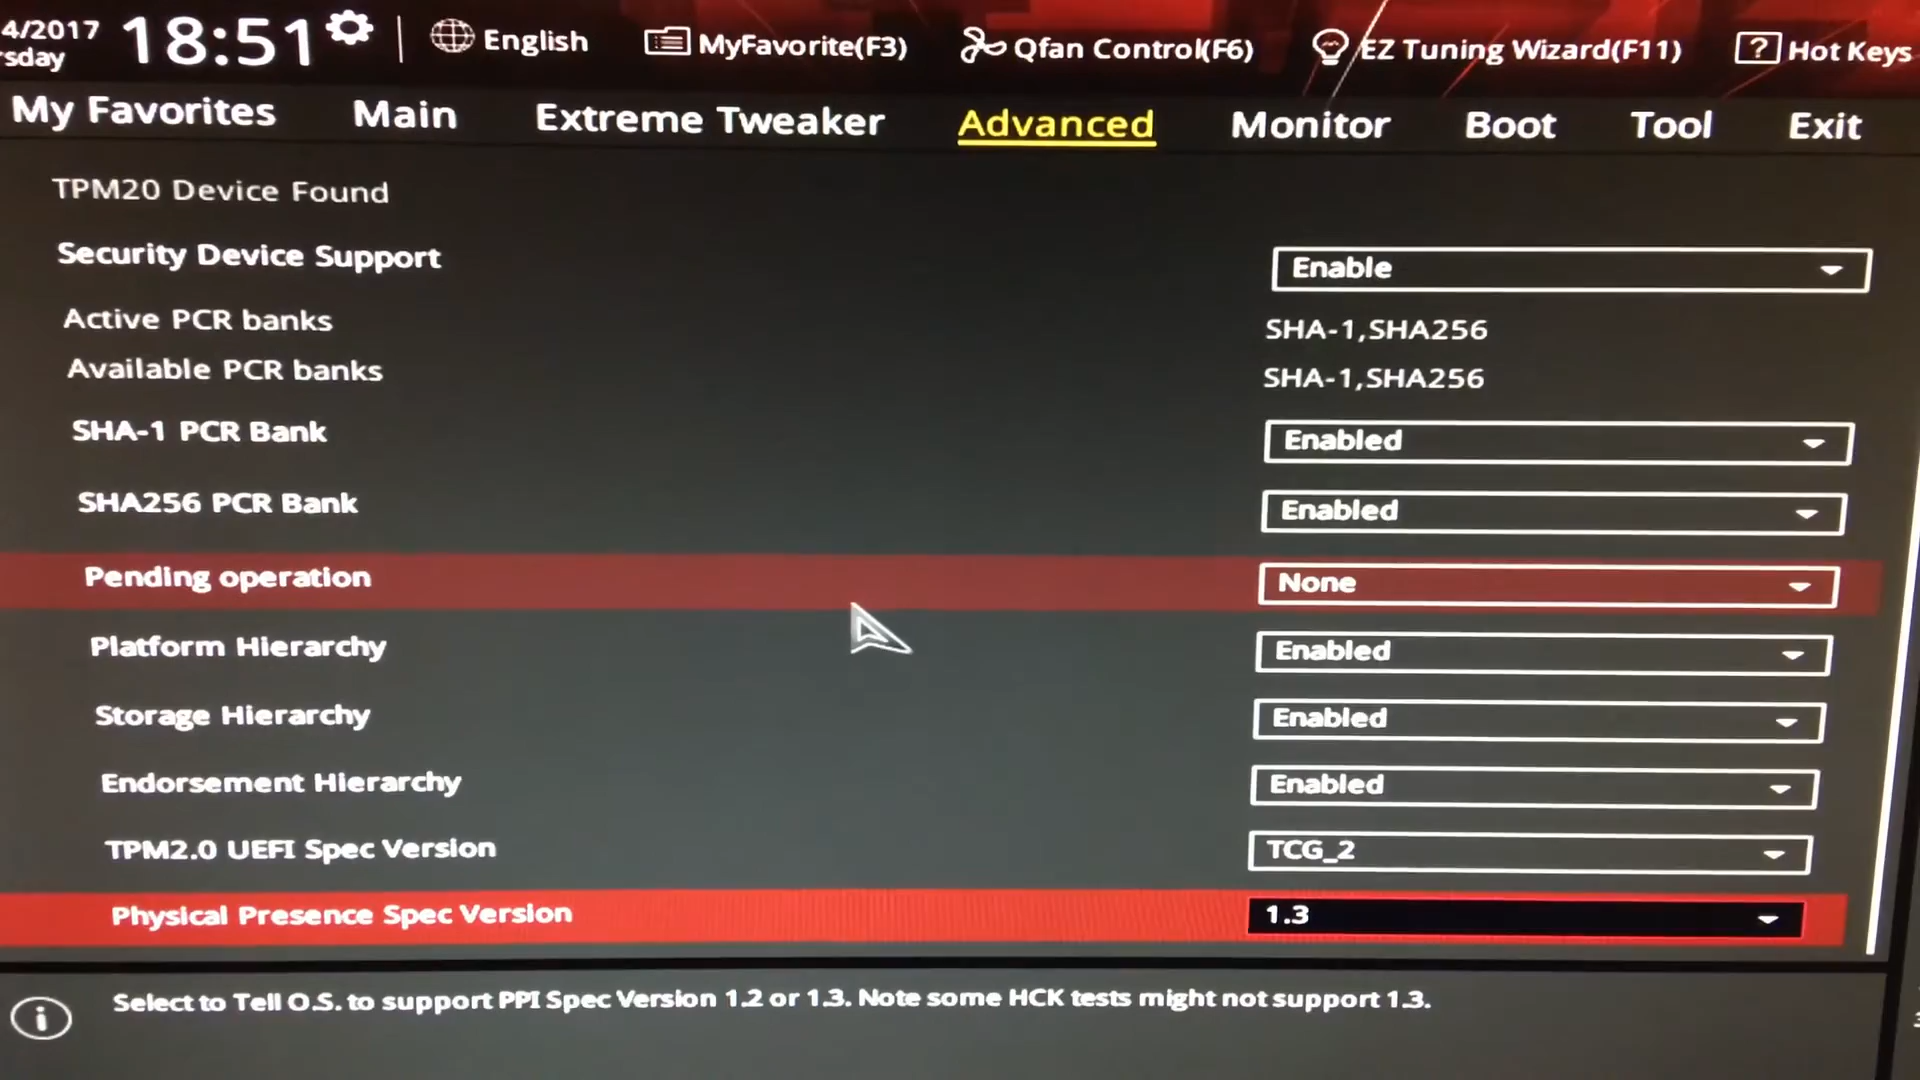 4/2017
rsday
18:51
English
MyFavorite(F3)
Qfan Control(F6)
EZ Tuning Wizard(F11)
? Hot Keys
My Favorites
Main
Extreme Tweaker
Advanced
Monitor
Boot
Tool
Exit
TPM20 Device Found
Security Device Support
Enable
Active PCR banks
SHA-1,SHA256
Available PCR banks
SHA-1,SHA256
SHA-1 PCR Bank
Enabled
SHA256 PCR Bank
Enabled
Pending operation
None
Platform Hierarchy
Enabled
Storage Hierarchy
Enabled
Endorsement Hierarchy
Enabled
TPM2.0 UEFI Spec Version
TCG_2
Physical Presence Spec Version
1.3
i
Select to Tell O.S. to support PPI Spec Version 1.2 or 1.3. Note some HCK tests might not support 1.3.